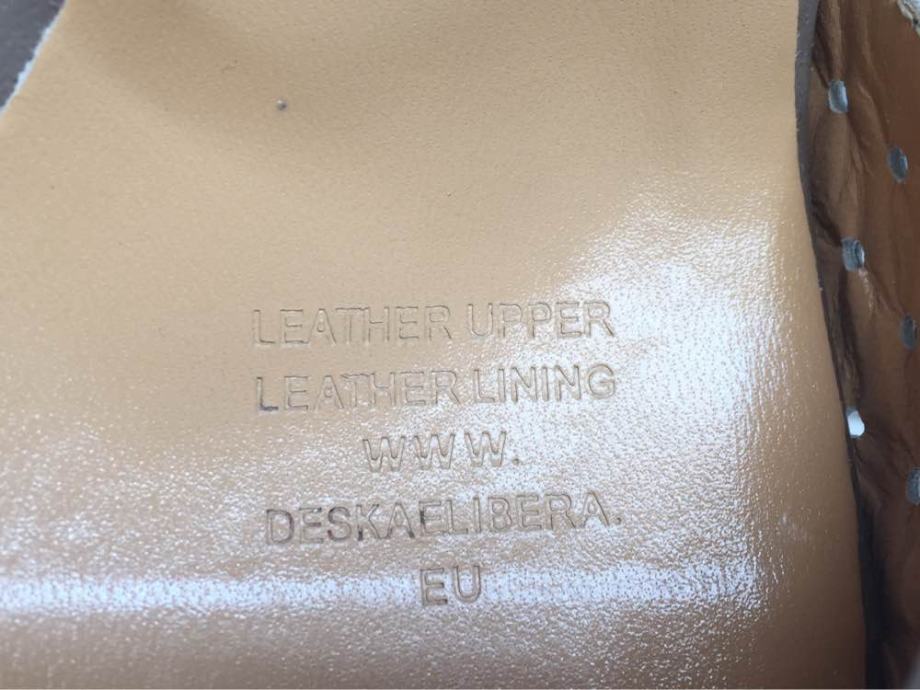 LEATHER UPPER
LEATHER LINING
WWW.
DESKAELIBERA.
EU